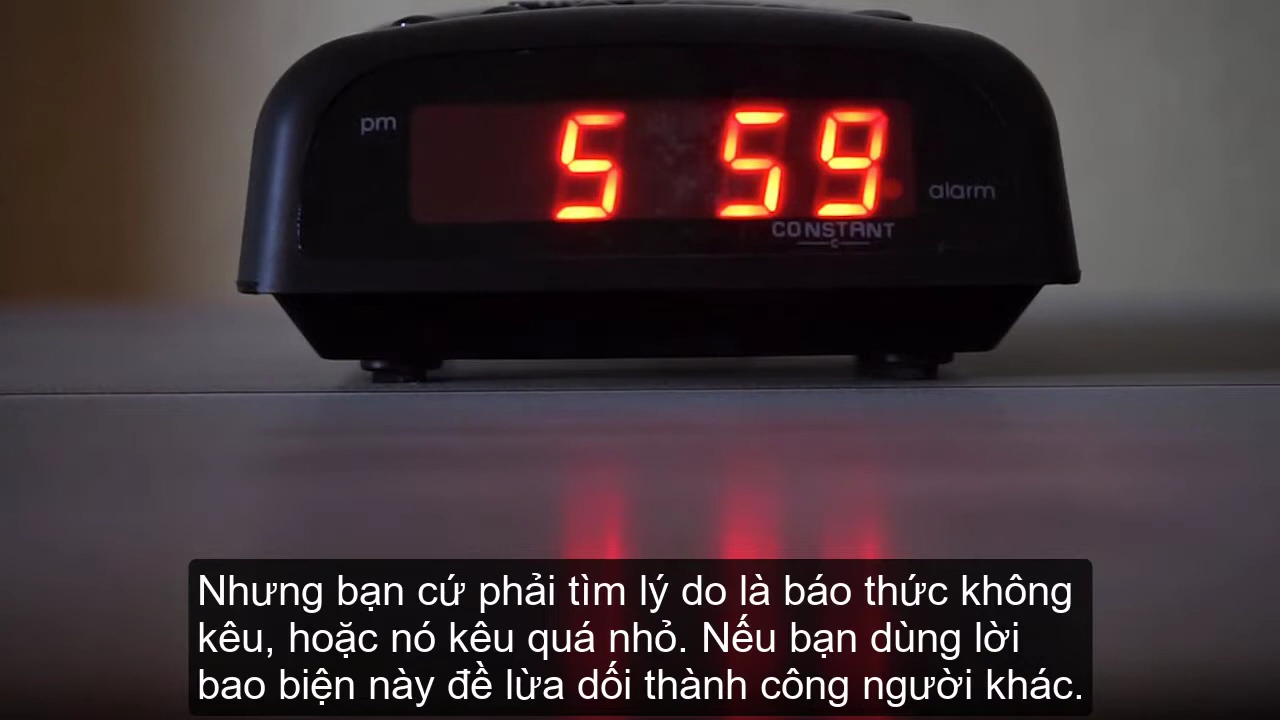 pm
5 59
alarm
CONSTANT
C
Nhưng bạn cứ phải tìm lý do là báo thức không
kêu, hoặc nó kêu quá nhỏ. Nếu bạn dùng lời
bao biện này đề lừa dối thành công người khác.